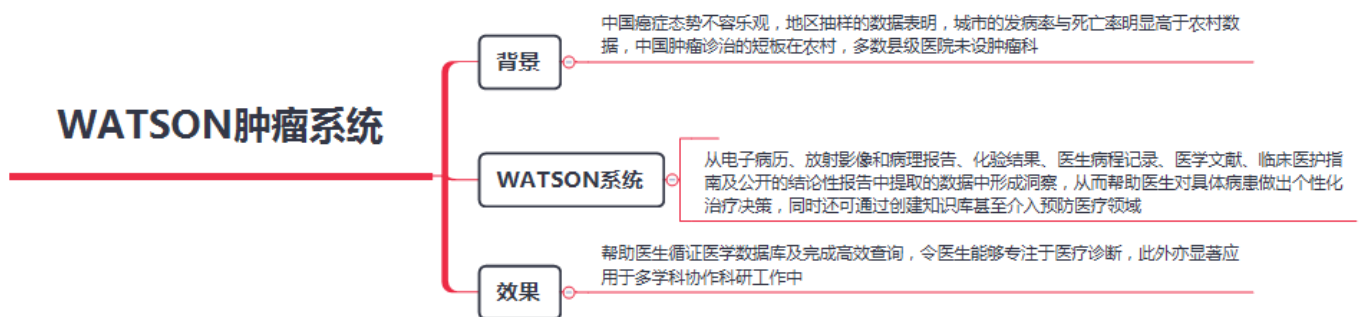 WATSON肿瘤系统
背景
中国癌症态势不容乐观，地区抽样的数据表明，城市的发病率与死亡率明显高于农村数
据，中国肿瘤诊治的短板在农村，多数县级医院未设肿瘤科
WATSON系统
从电子病历、放射影像和病理报告、化验结果、医生病程记录、医学文献、临床医护指
南及公开的结论性报告中提取的数据中形成洞察，从而帮助医生对具体病患做出个性化
治疗决策，同时还可通过创建知识库甚至介入预防医疗领域
效果
帮助医生循证医学数据库及完成高效查询，令医生能够专注于医疗诊断，此外亦显著应
用于多学科协作科研工作中